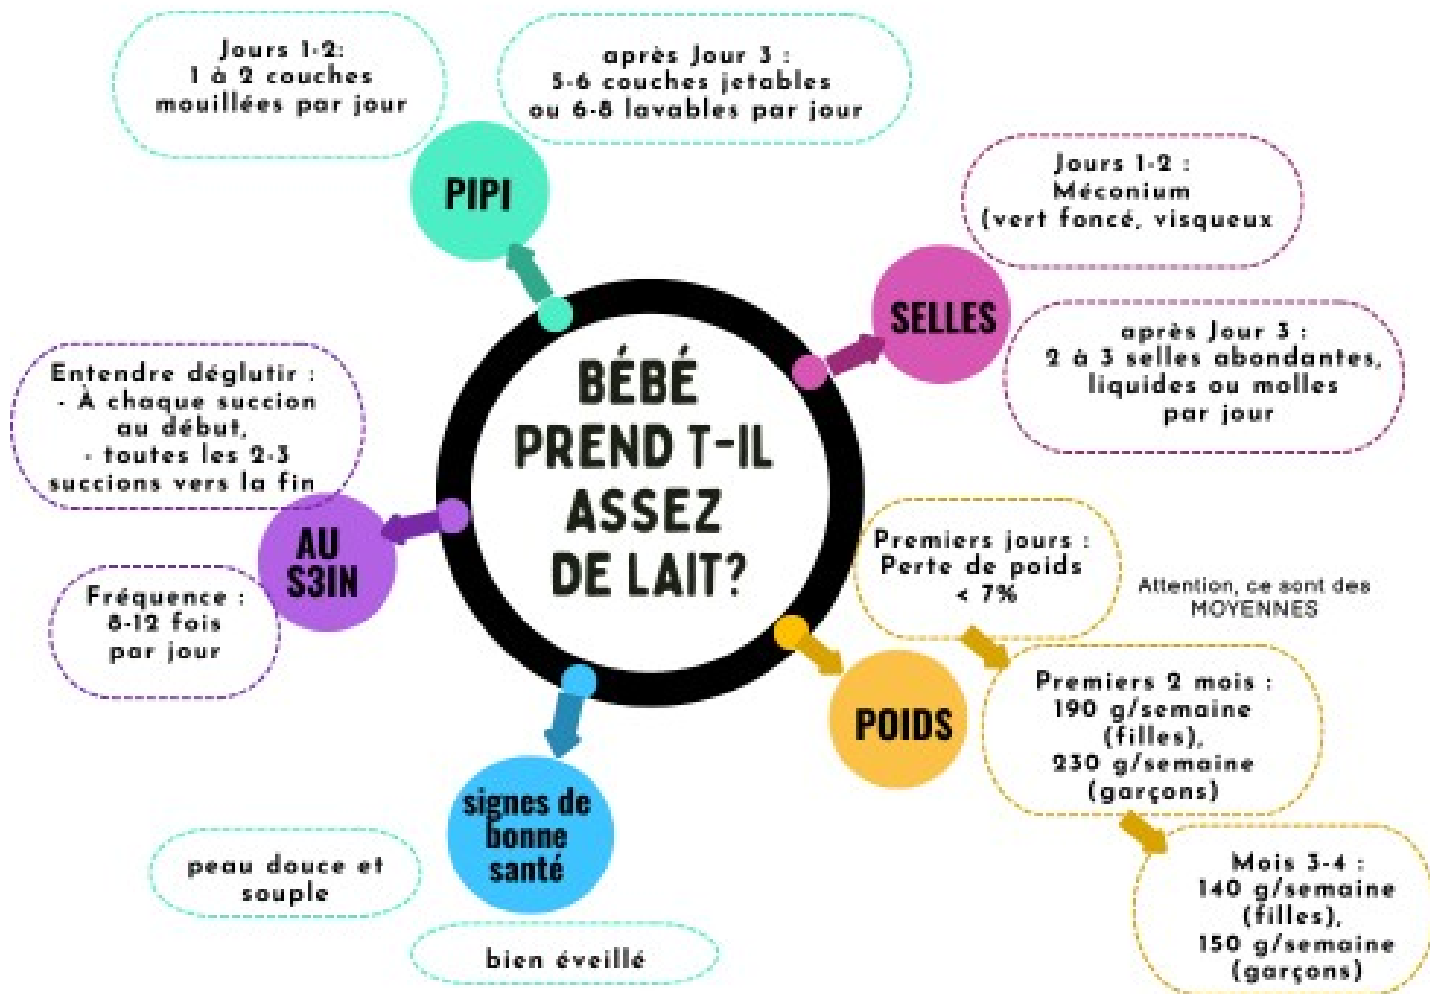 Jours 1-2:
1 à 2 couches
mouillées par jour
après Jour 3 :
5-6 couches jetables
ou 6-8 lavables par jour
PIPI
Jours 1-2 :
Méconium
(vert foncé, visqueux
SELLES
après Jour 3 :
2 à 3 selles abondantes,
liquides ou molles
par jour
BÉBÉ
PREND T-IL
ASSEZ
DE LAIT?
Entendre déglutir :
- À chaque succion
au début,
- toutes les 2-3
succions vers la fin
AU
S3IN
Fréquence :
8-12 fois
par jour
Premiers jours :
Perte de poids
< 7%
Attention, ce sont des
MOYENNES
POIDS
Premiers 2 mois :
190 g/semaine
(filles),
230 g/semaine
(garçons)
Mois 3-4 :
140 g/semaine
(filles),
150 g/semaine
(garçons)
signes de
bonne
santé
peau douce et
souple
bien éveillé